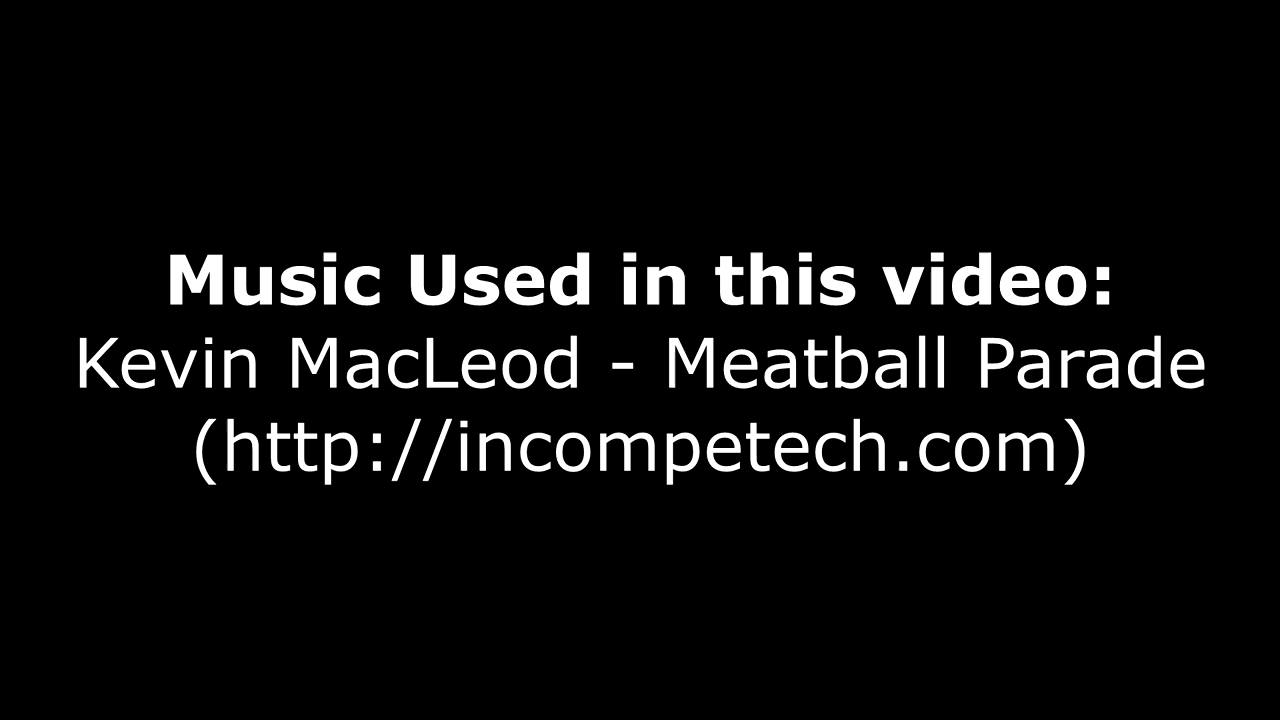 Music Used in this video:
Kevin MacLeod - Meatball Parade
(http://incompetech.com)